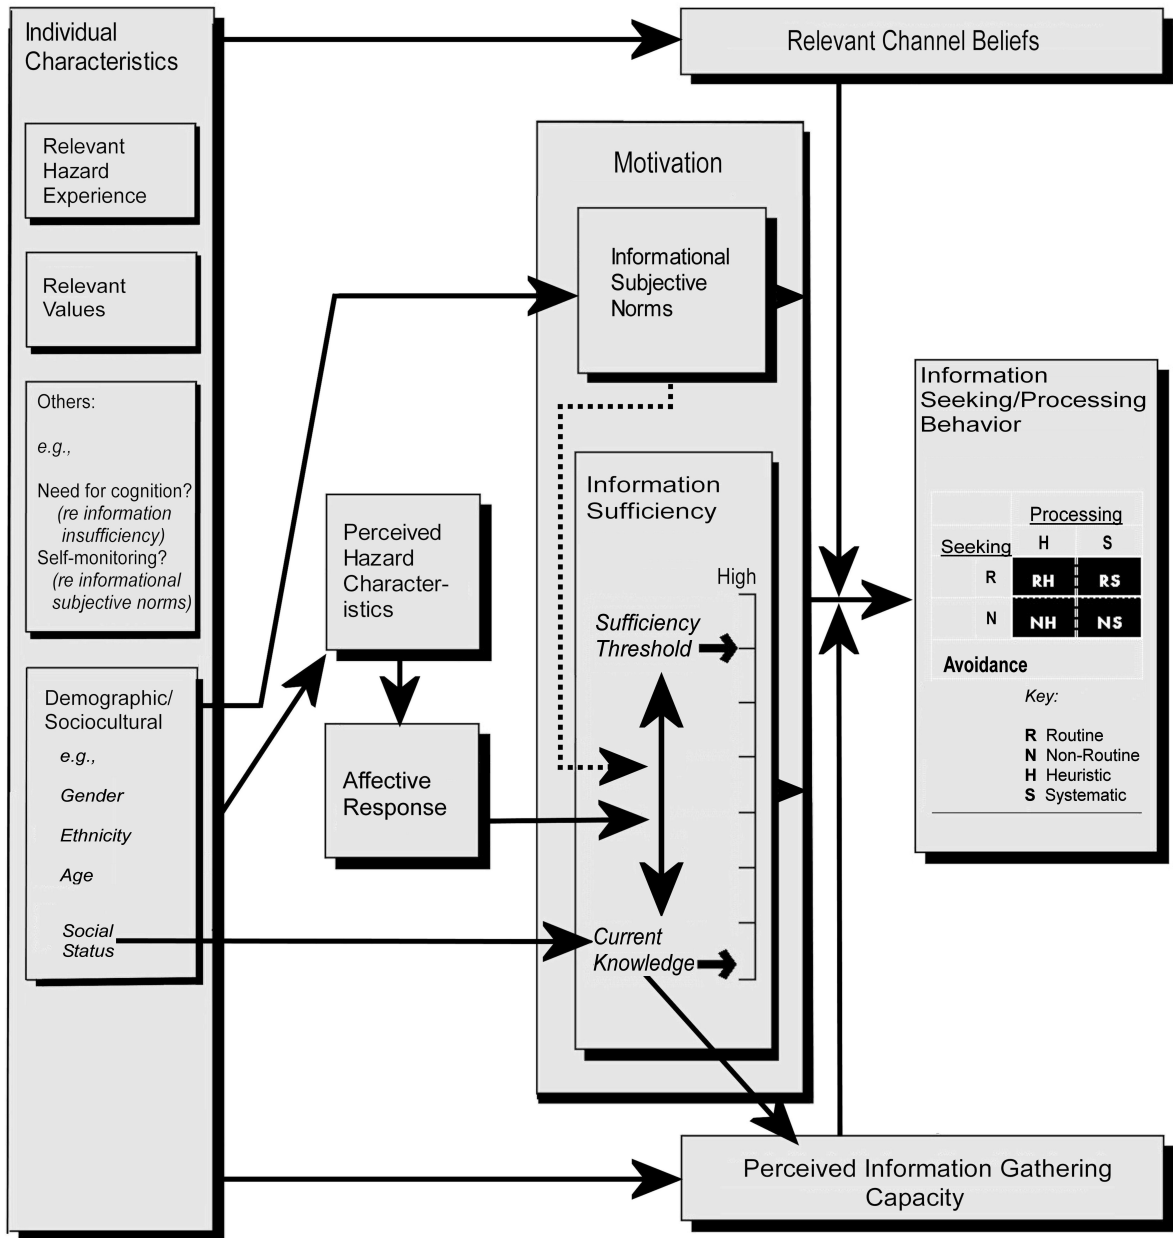 Individual
Characteristics
Relevant
Hazard
Experience
Relevant
Values
Others:
e.g.,
Need for cognition?
(re information
insufficiency)
Self-monitoring?
(re informational
subjective norms)
Demographic/
Sociocultural
e.g.,
Gender
Ethnicity
Age
Social
Status
Perceived
Hazard
Character-
istics
Affective
Response
Relevant Channel Beliefs
Motivation
Informational
Subjective
Norms
Information
Sufficiency
High
Sufficiency
Threshold
Current
Knowledge
Perceived Information Gathering
Capacity
Information
Seeking/Processing
Behavior
Processing
Seeking H S
R RH RS
N NH NS
Avoidance
Key:
R Routine
N Non-Routine
H Heuristic
S Systematic